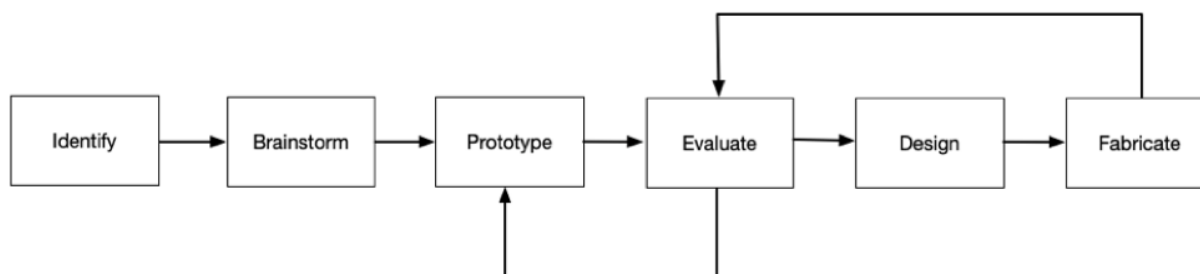 Identify
Brainstorm
Prototype
Evaluate
Design
Fabricate